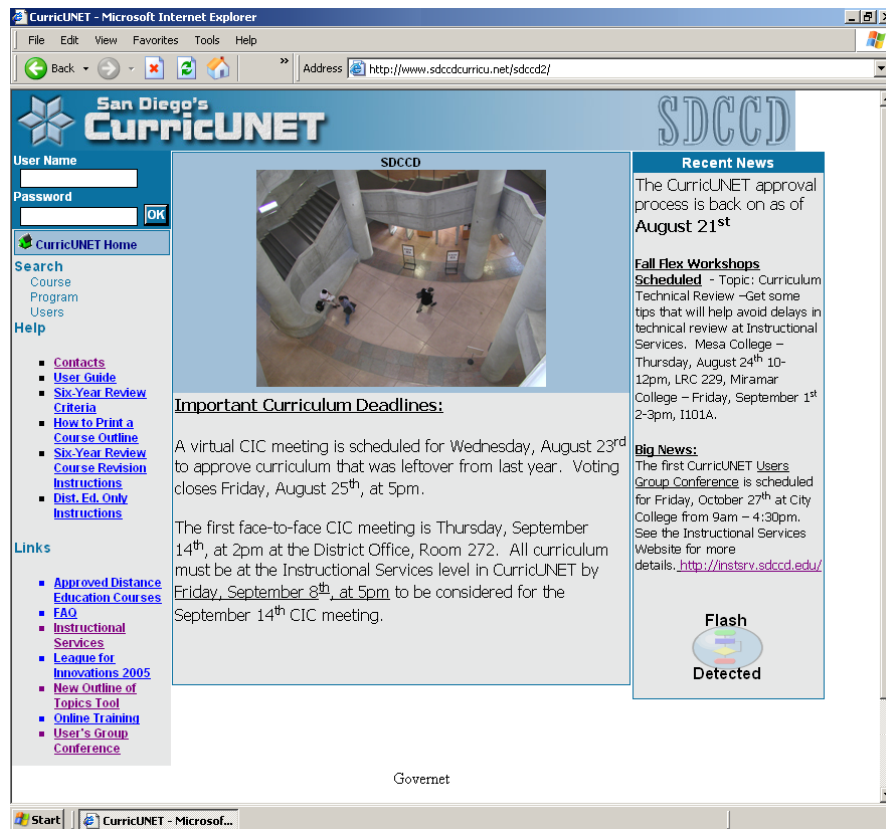 CurricUNET - Microsoft Internet Explorer
File Edit View Favorites Tools Help
Back
»
Address http://www.sdccdcurricu.net/sdccd2/
San Diego's
CurricUNET
SDCCD
User Name
Password
OK
CurricUNET Home
Search
Course
Program
Users
Help
Contacts
User Guide
Six-Year Review
Criteria
How to Print a
Course Outline
Six-Year Review
Course Revision
Instructions
Dist. Ed. Only
Instructions
Links
Approved Distance
Education Courses
FAQ
Instructional
Services
League for
Innovations 2005
New Outline of
Topics Tool
Online Training
User's Group
Conference
SDCCD
Important Curriculum Deadlines:
A virtual CIC meeting is scheduled for Wednesday, August 23rd
to approve curriculum that was leftover from last year. Voting
closes Friday, August 25th, at 5pm.
The first face-to-face CIC meeting is Thursday, September
14th, at 2pm at the District Office, Room 272. All curriculum
must be at the Instructional Services level in CurricUNET by
Friday, September 8th, at 5pm to be considered for the
September 14th CIC meeting.
Recent News
The CurricUNET approval
process is back on as of
August 21st
Fall Flex Workshops
Scheduled - Topic: Curriculum
Technical Review –Get some
tips that will help avoid delays in
technical review at Instructional
Services. Mesa College –
Thursday, August 24th 10-
12pm, LRC 229, Miramar
College – Friday, September 1st
2-3pm, I101A.
Big News:
The first CurricUNET Users
Group Conference is scheduled
for Friday, October 27th at City
College from 9am – 4:30pm.
See the Instructional Services
Website for more
details. http://instsrv.sdccd.edu/
Flash
Detected
Governet
Start
CurricUNET - Microsof...